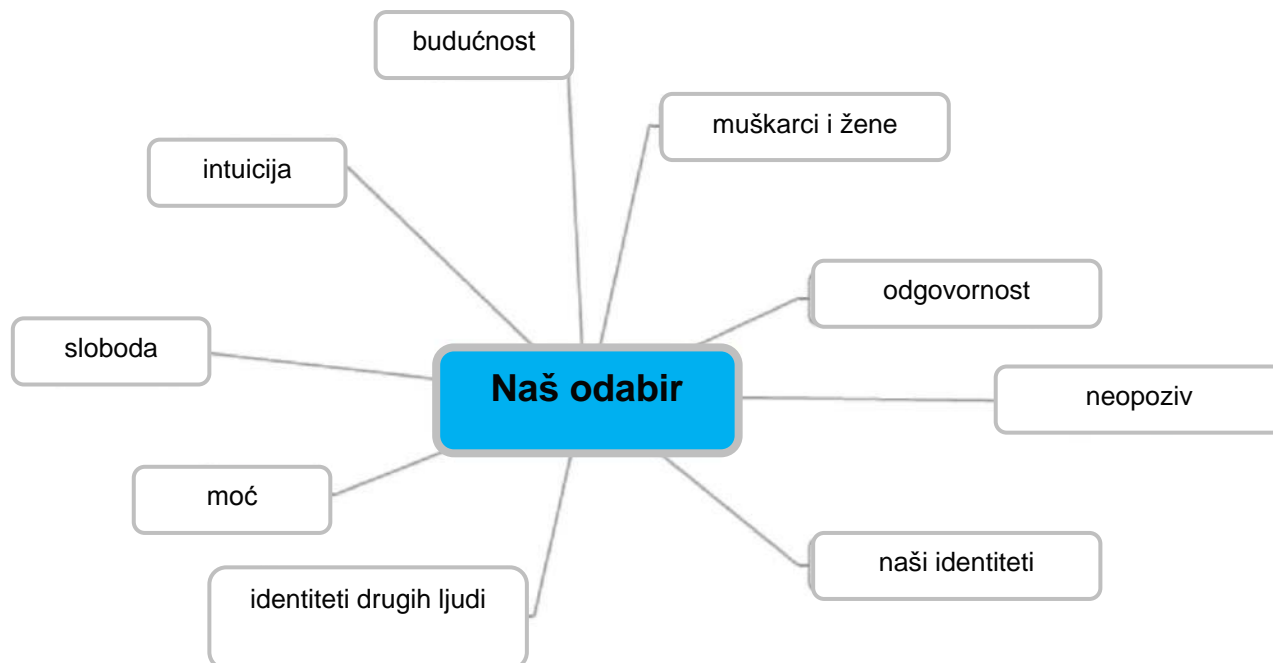 budućnost
muškarci i žene
intuicija
odgovornost
sloboda
Naš odabir
neopoziv
moć
naši identiteti
identiteti drugih ljudi